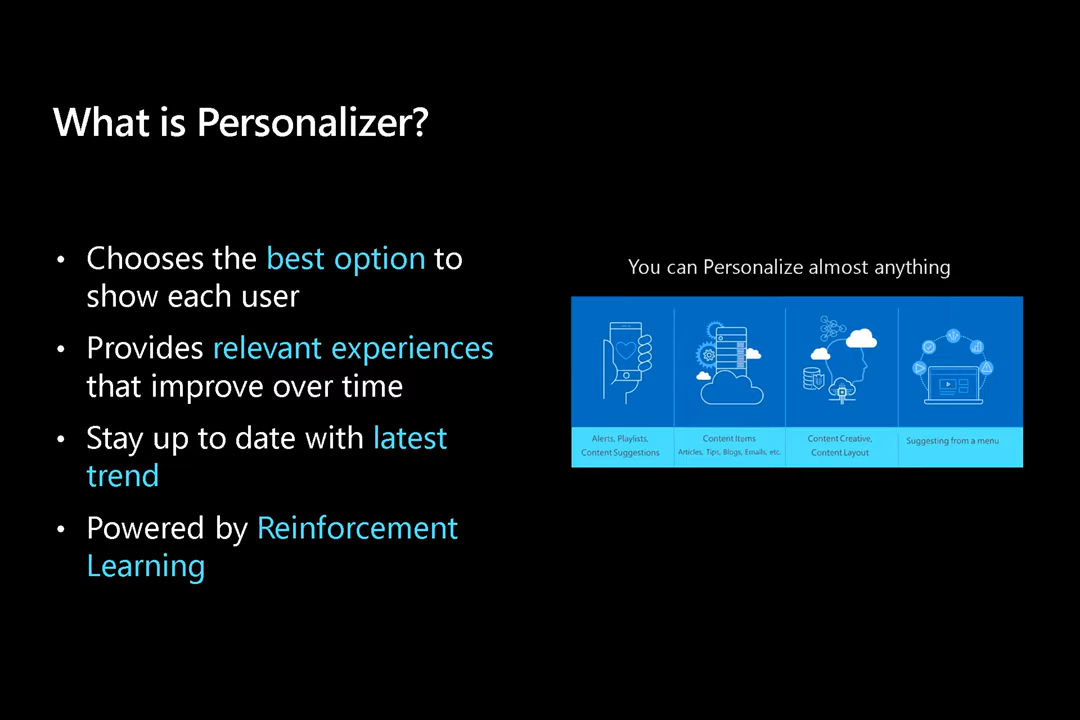 What is Personalizer?
• Chooses the best option to
show each user
• Provides relevant experiences
that improve over time
• Stay up to date with latest
trend
• Powered by Reinforcement
Learning
You can Personalize almost anything
Alerts, Playlists,
Content Suggestions
Content Items
Articles, Tips, Blogs, Emails, etc.
Content Creative,
Content Layout
Suggesting from a menu